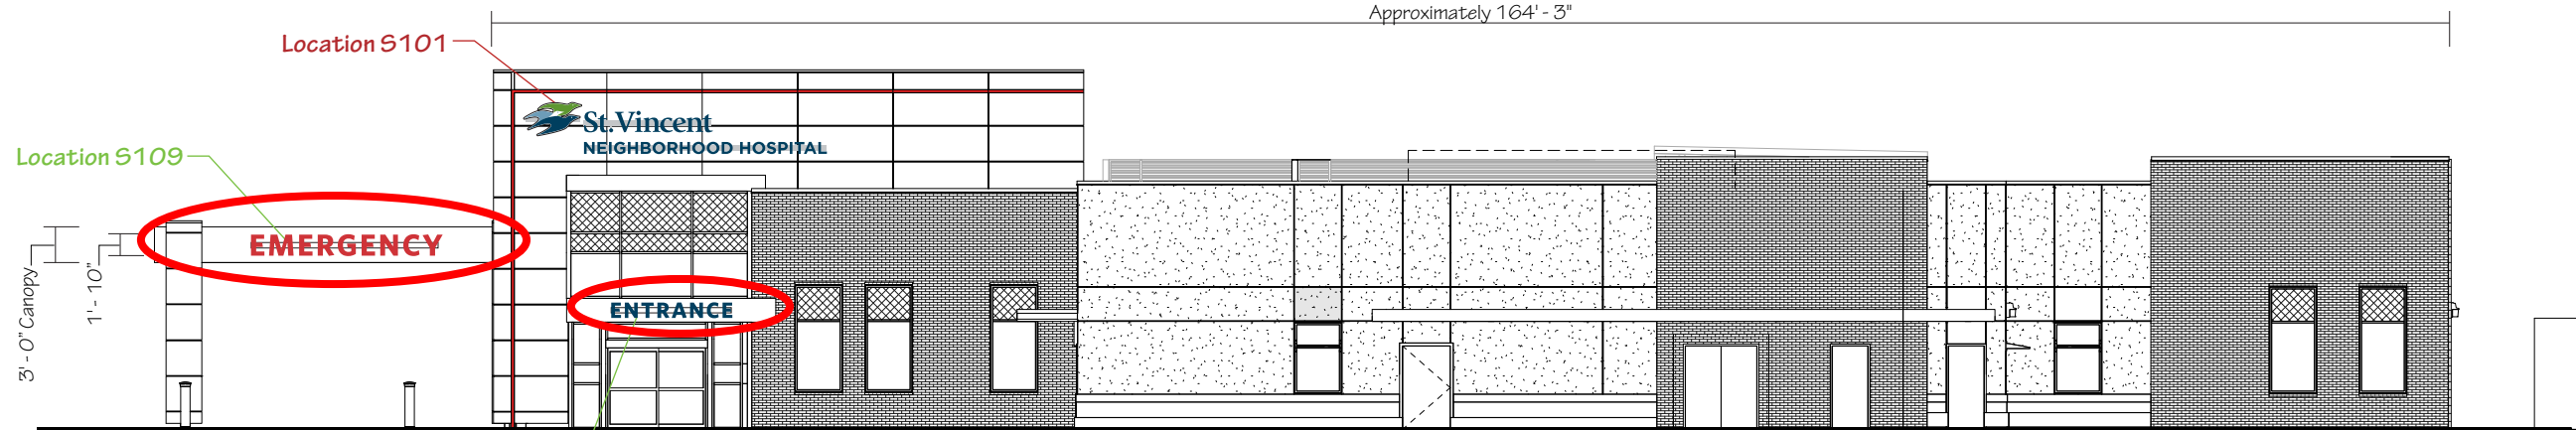 Approximately 164' - 3"
Location S101
St.Vincent
NEIGHBORHOOD HOSPITAL
Location S109
EMERGENCY
3' - 0" Canopy
1' - 10"
ENTRANCE